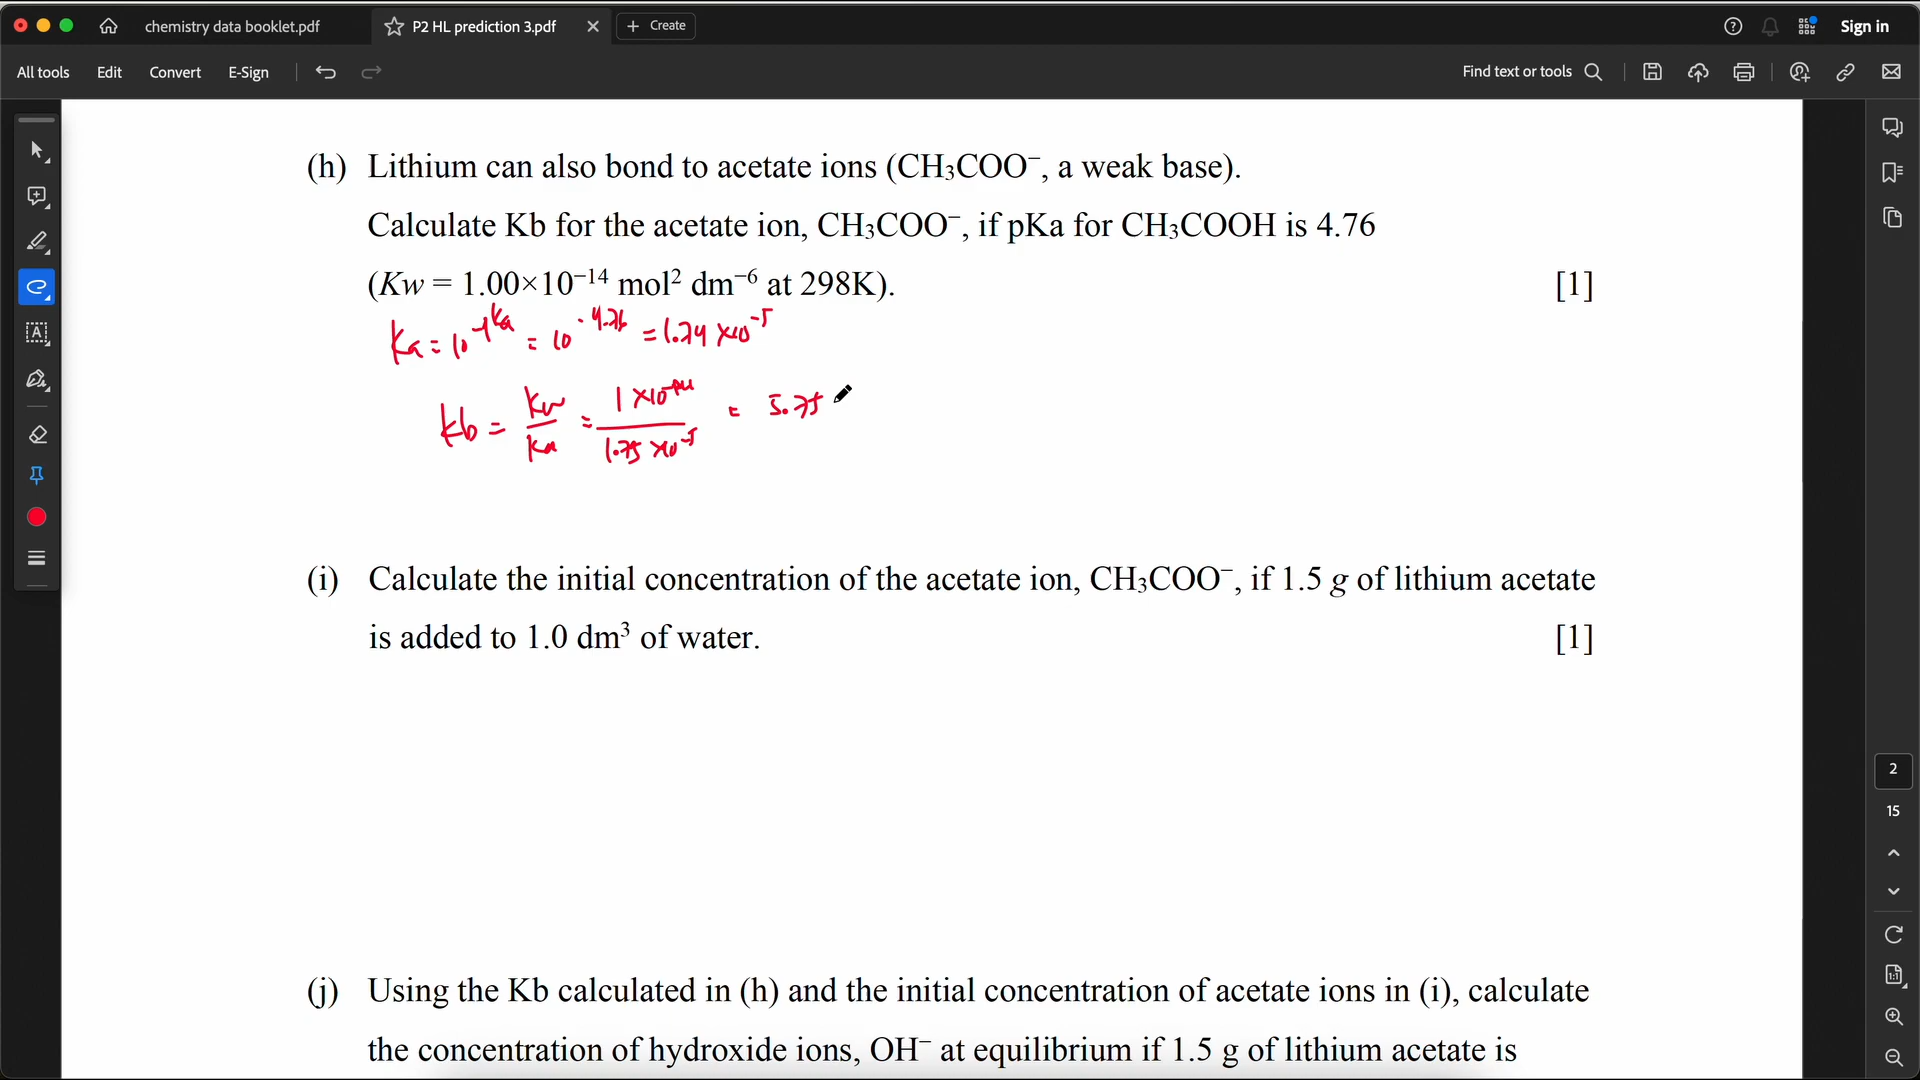 chemistry data booklet.pdf
P2 HL prediction 3.pdf
Create
Sign in
All tools
Edit
Convert
E-Sign
Find text or tools
(h) Lithium can also bond to acetate ions (CH₃COO⁻, a weak base).
Calculate Kb for the acetate ion, CH₃COO⁻, if pKa for CH₃COOH is 4.76
(Kw = 1.00×10⁻¹⁴ mol² dm⁻⁶ at 298K). [1]
Ka = 10^-pKa = 10^-4.76 = 1.74 ×10⁻⁵
Kb = Kw/Ka = 1 ×10⁻¹⁴/1.75 ×10⁻⁵ = 5.75
(i) Calculate the initial concentration of the acetate ion, CH₃COO⁻, if 1.5 g of lithium acetate
is added to 1.0 dm³ of water. [1]
(j) Using the Kb calculated in (h) and the initial concentration of acetate ions in (i), calculate
the concentration of hydroxide ions, OH⁻ at equilibrium if 1.5 g of lithium acetate is
2
15